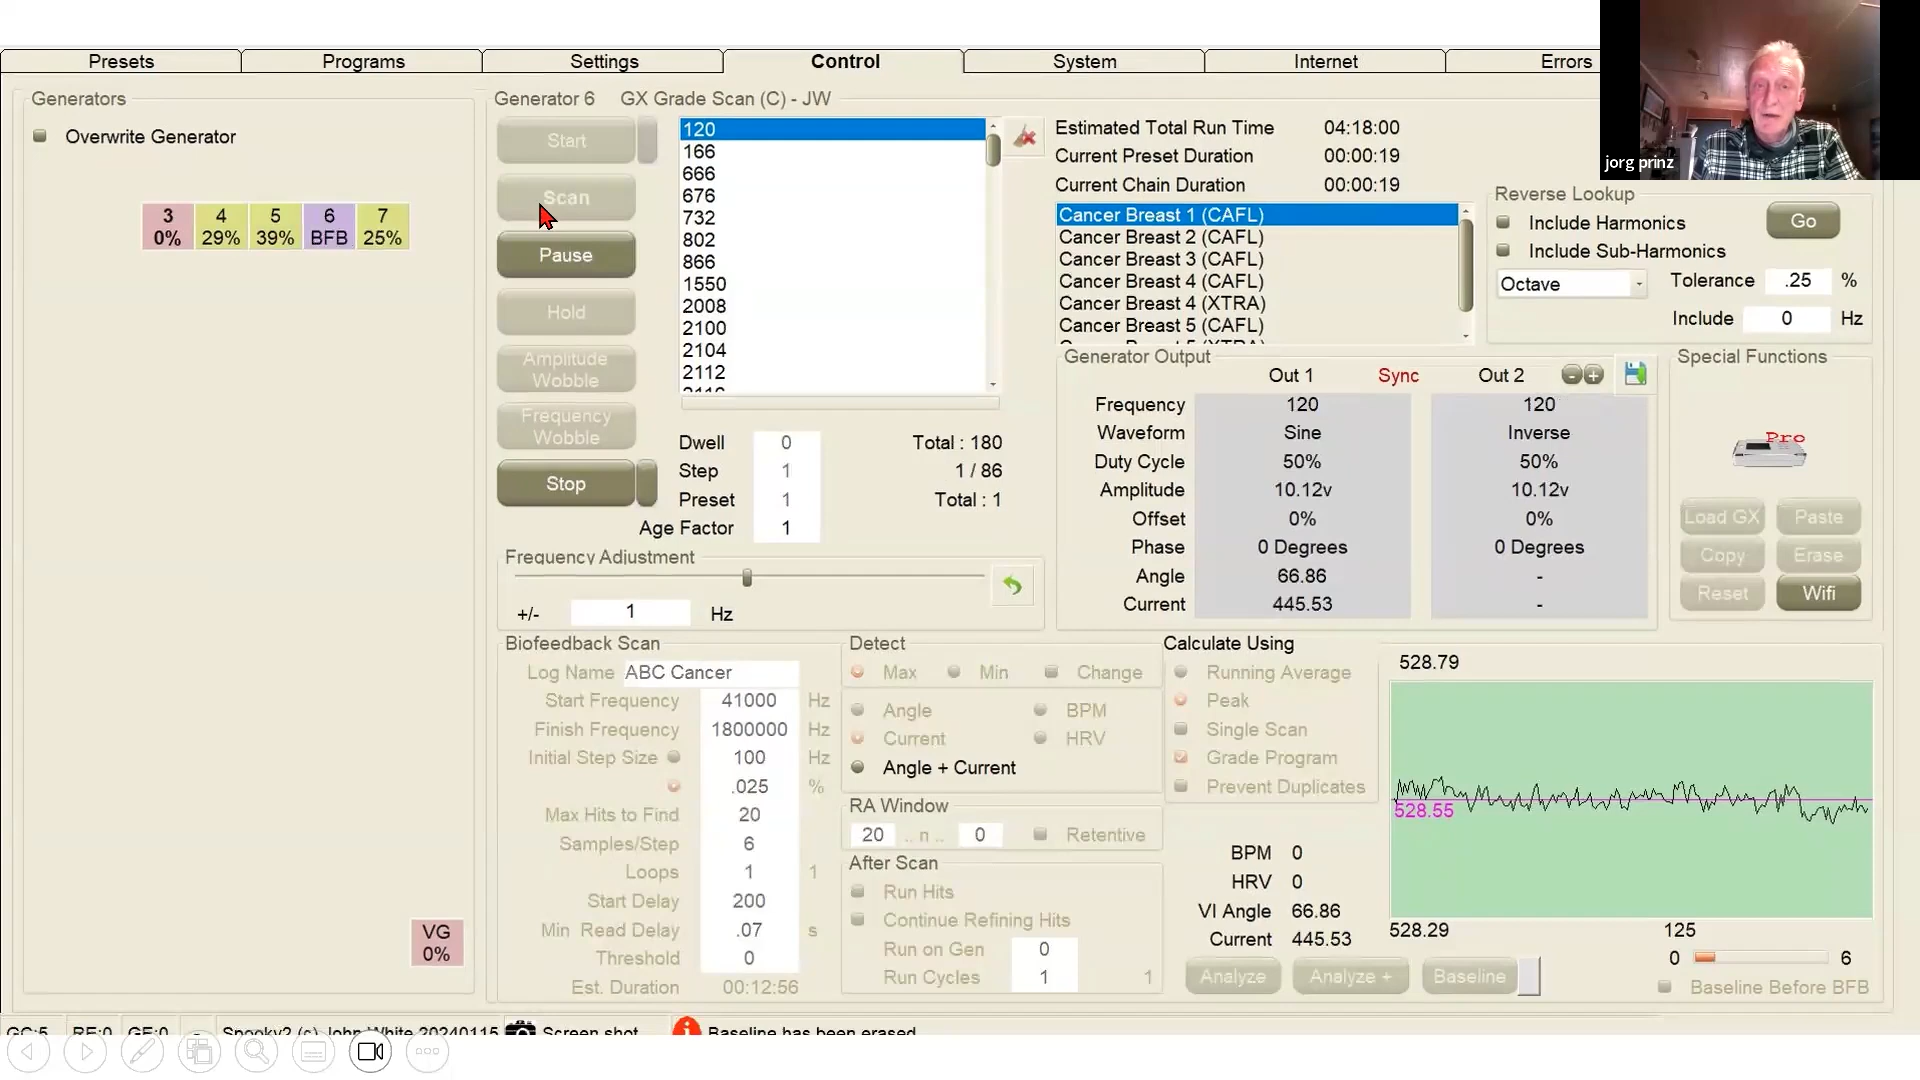 Presets Programs Settings Control System Internet Errors
jorg prinz
Generators
Overwrite Generator
3 4 5 6 7
0% 29% 39% BFB 25%
VG
0%
Generator 6 GX Grade Scan (C) - JW
Start
Scan
Pause
Hold
Amplitude
Wobble
Frequency
Wobble
Stop
120
166
666
676
732
802
866
1550
2008
2100
2104
2112
Dwell 0 Total : 180
Step 1 1 / 86
Preset 1 Total : 1
Age Factor 1
Frequency Adjustment
+/- 1 Hz
Estimated Total Run Time 04:18:00
Current Preset Duration 00:00:19
Current Chain Duration 00:00:19
Cancer Breast 1 (CAFL)
Cancer Breast 2 (CAFL)
Cancer Breast 3 (CAFL)
Cancer Breast 4 (CAFL)
Cancer Breast 4 (XTRA)
Cancer Breast 5 (CAFL)
Reverse Lookup
Include Harmonics Go
Include Sub-Harmonics
Octave Tolerance .25 %
Include 0 Hz
Generator Output
Out 1 Sync Out 2 - +
Frequency 120 120
Waveform Sine Inverse
Duty Cycle 50% 50%
Amplitude 10.12v 10.12v
Offset 0% 0%
Phase 0 Degrees 0 Degrees
Angle 66.86 -
Current 445.53 -
Special Functions
Pro
Load GX Paste
Copy Erase
Reset Wifi
Biofeedback Scan
Log Name ABC Cancer
Start Frequency 41000 Hz
Finish Frequency 1800000 Hz
Initial Step Size 100 Hz
.025 %
Max Hits to Find 20
Samples/Step 6
Loops 1 1
Start Delay 200
Min Read Delay .07 s
Threshold 0
Est. Duration 00:12:56
Detect
Max Min Change
Angle BPM
Current HRV
Angle + Current
RA Window
20 .. n .. 0 Retentive
After Scan
Run Hits
Continue Refining Hits
Run on Gen 0
Run Cycles 1 1
Calculate Using
Running Average
Peak
Single Scan
Grade Program
Prevent Duplicates
BPM 0
HRV 0
VI Angle 66.86
Current 445.53
Analyze Analyze + Baseline
528.79
528.55
528.29 125
0 6
Baseline Before BFB
GC:5 RE:0 GE:0 - Spooky2 (c) John White 20240115 Screen shot Baseline has been erased